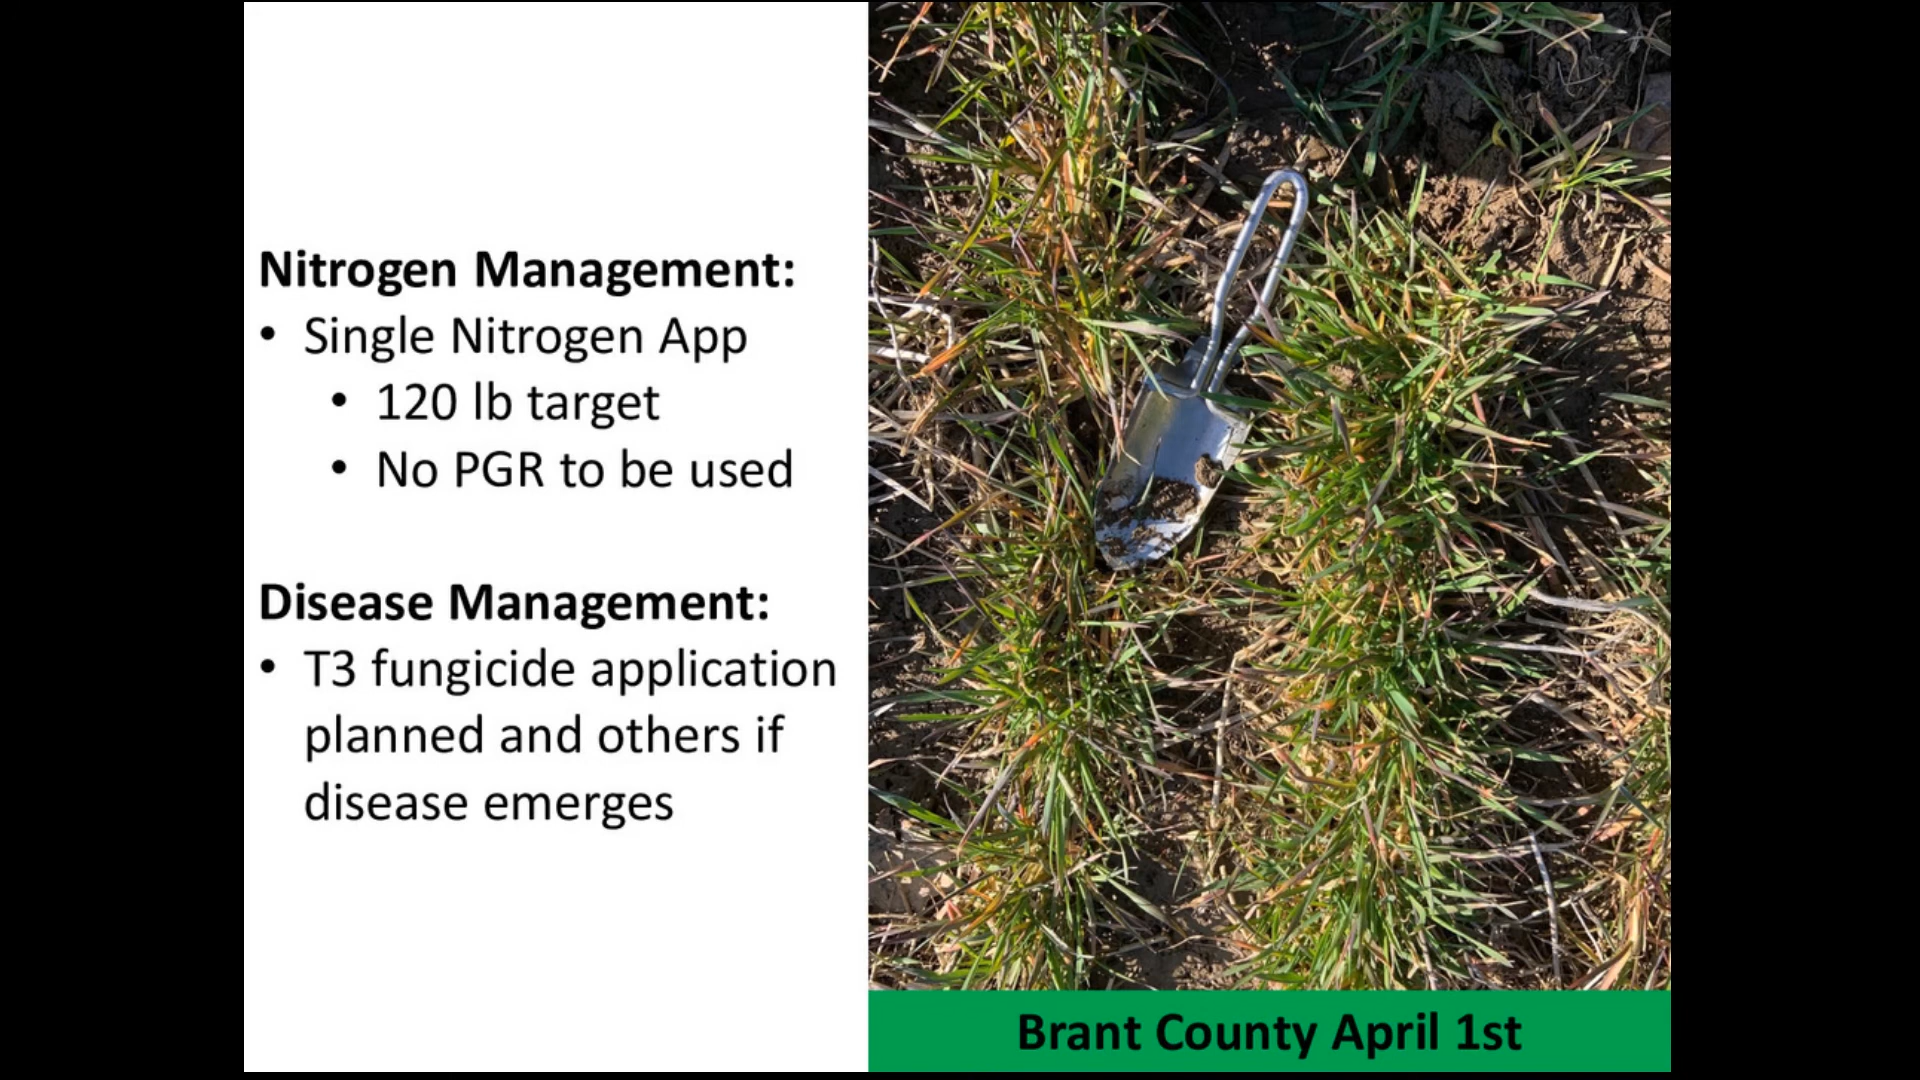 Nitrogen Management:
• Single Nitrogen App
• 120 lb target
• No PGR to be used
Disease Management:
• T3 fungicide application
planned and others if
disease emerges
Brant County April 1st